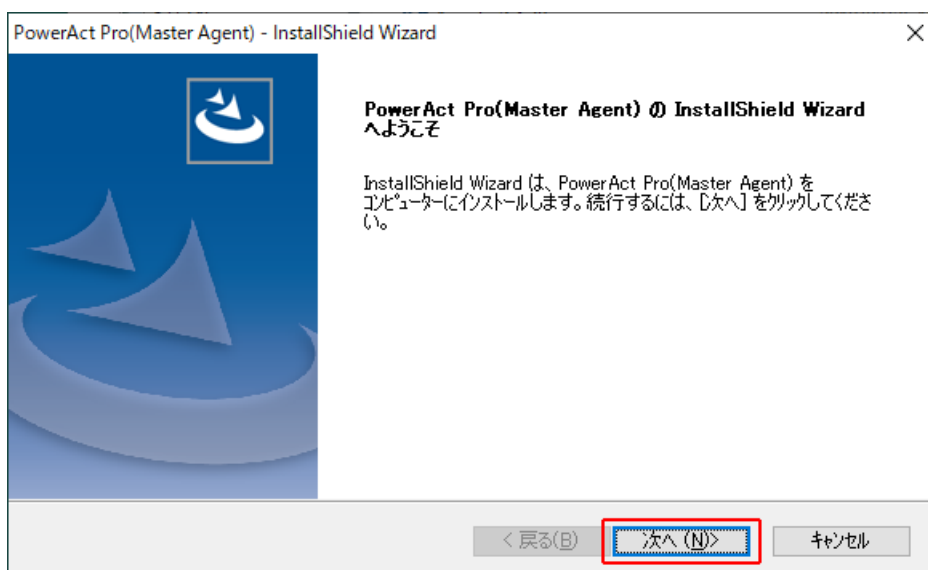 PowerAct Pro(Master Agent) - InstallShield Wizard
PowerAct Pro(Master Agent) の InstallShield Wizard
へようこそ
InstallShield Wizard は、PowerAct Pro(Master Agent) を
コンピューターにインストールします。続行するには、[次へ] をクリックしてくださ
い。
< 戻る(B)
次へ (N)>
キャンセル